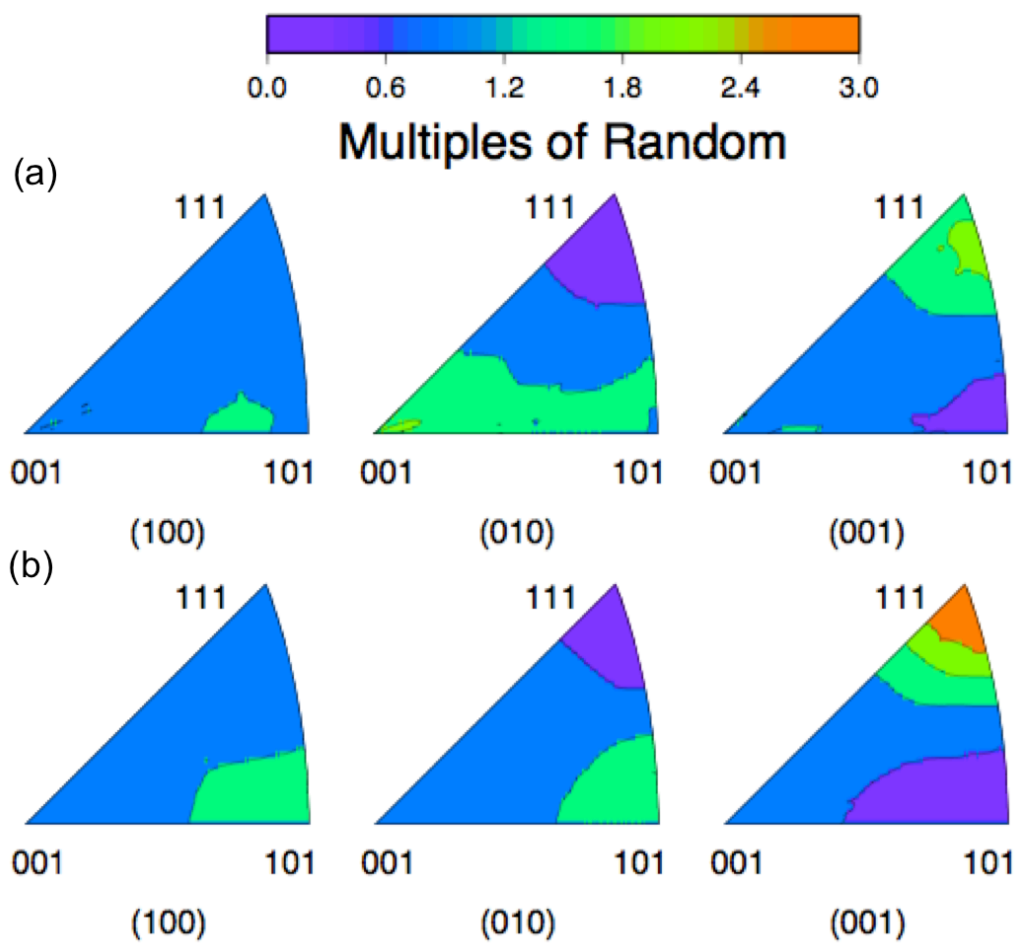 0.0 0.6 1.2 1.8 2.4 3.0
Multiples of Random
(a)
111 111 111
001 101 001 101 001 101
(100) (010) (001)
(b)
111 111 111
001 101 001 101 001 101
(100) (010) (001)